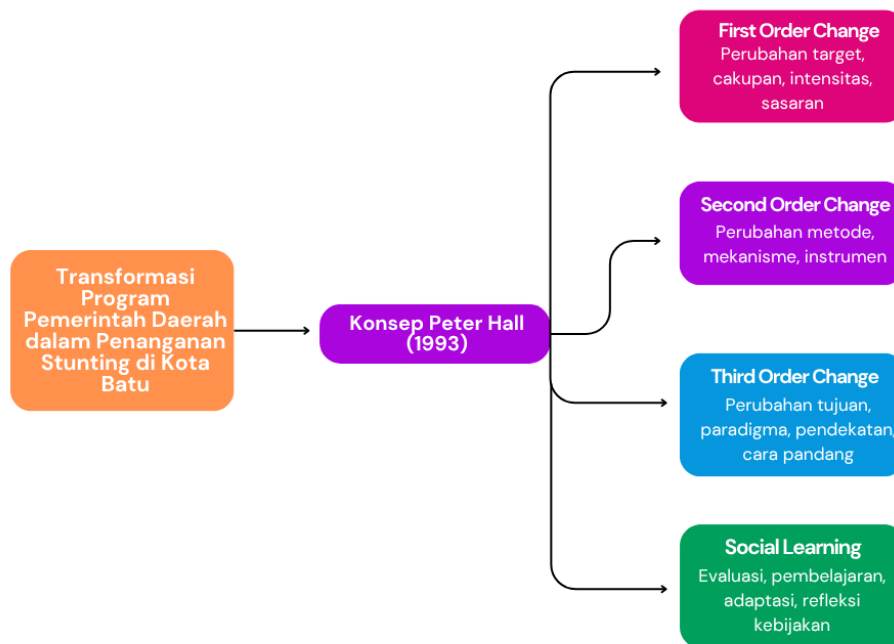 Transformasi
Program
Pemerintah Daerah
dalam Penanganan
Stunting di Kota
Batu
Konsep Peter Hall
(1993)
First Order Change
Perubahan target,
cakupan, intensitas,
sasaran
Second Order Change
Perubahan metode,
mekanisme, instrumen
Third Order Change
Perubahan tujuan,
paradigma, pendekatan,
cara pandang
Social Learning
Evaluasi, pembelajaran,
adaptasi, refleksi
kebijakan